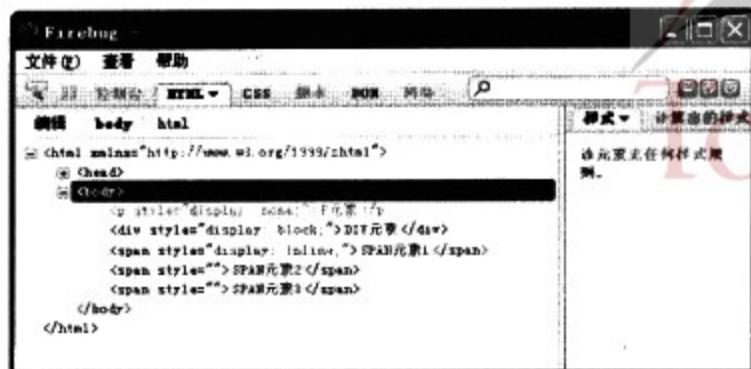 Firebug
文件(F) 查看 帮助
控制台 HTML CSS 脚本 DOM 网络
编辑 body html
样式 计算出的样式
<html xmlns="http://www.w3.org/1999/xhtml">
<head>
<body>
<p style="display: none;">P元素</p>
<div style="display: block;">DIV元素</div>
<span style="display: inline;">SPAN元素1</span>
<span style="">SPAN元素2</span>
<span style="">SPAN元素3</span>
</body>
</html>
该元素无任何样式规
则。